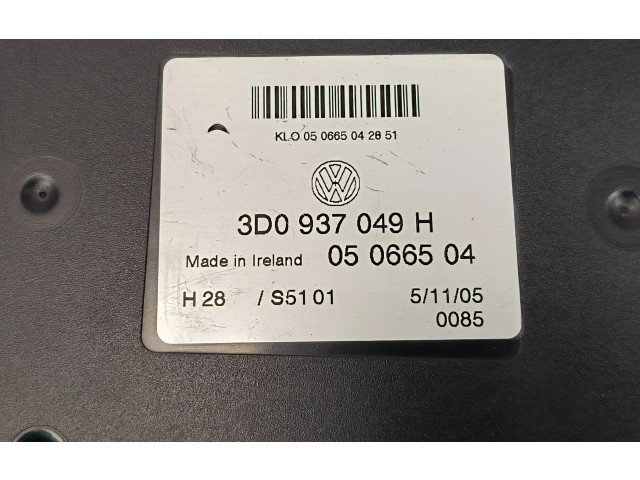 KLO 05 0665 04 28 51
VW
3D0 937 049 H
Made in Ireland 05 0665 04
H 28 / S51 01 5/11/05
0085